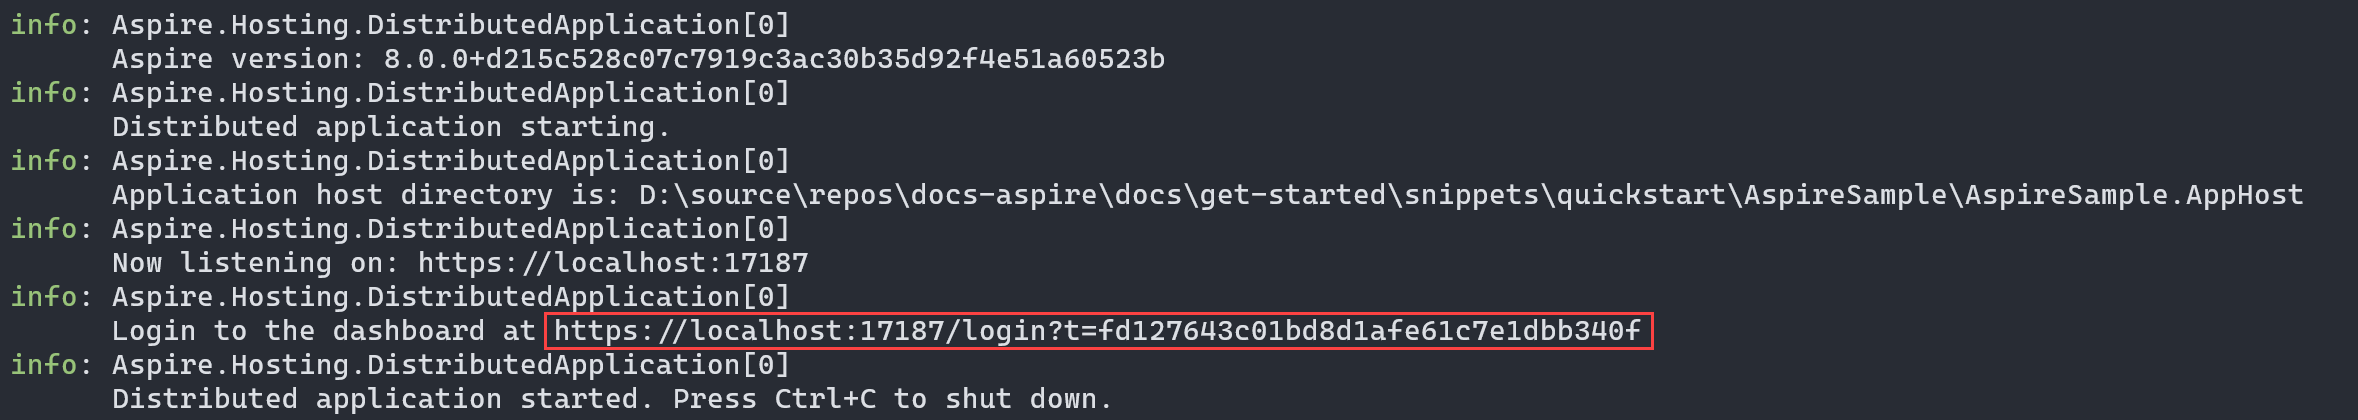 info: Aspire.Hosting.DistributedApplication[0]
      Aspire version: 8.0.0+d215c528c07c7919c3ac30b35d92f4e51a60523b
info: Aspire.Hosting.DistributedApplication[0]
      Distributed application starting.
info: Aspire.Hosting.DistributedApplication[0]
      Application host directory is: D:\source\repos\docs-aspire\docs\get-started\snippets\quickstart\AspireSample\AspireSample.AppHost
info: Aspire.Hosting.DistributedApplication[0]
      Now listening on: https://localhost:17187
info: Aspire.Hosting.DistributedApplication[0]
      Login to the dashboard at https://localhost:17187/login?t=fd127643c01bd8d1afe61c7e1dbb340f
info: Aspire.Hosting.DistributedApplication[0]
      Distributed application started. Press Ctrl+C to shut down.